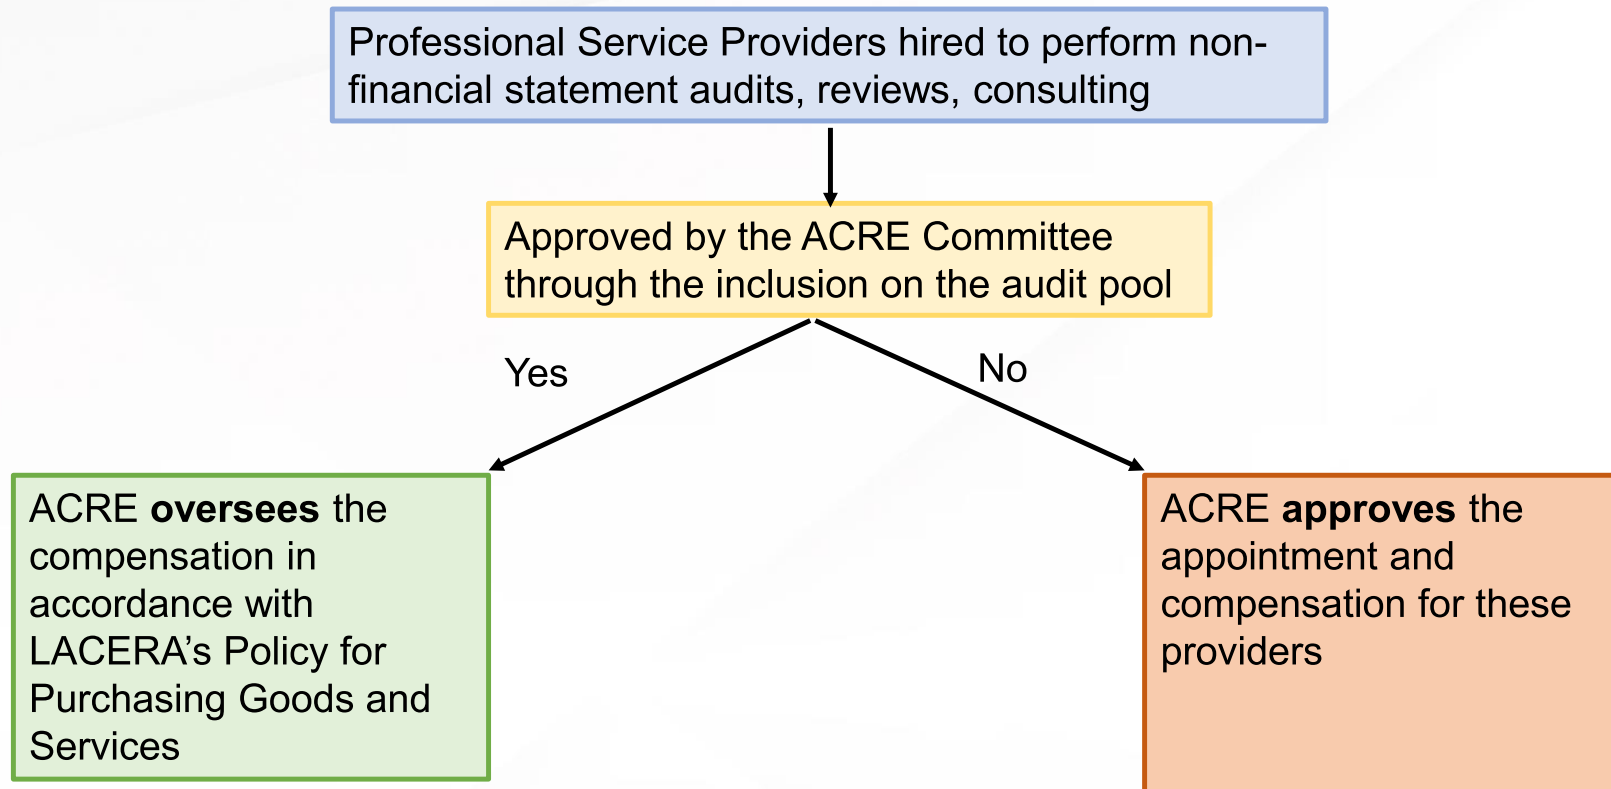 Professional Service Providers hired to perform non-
financial statement audits, reviews, consulting
Approved by the ACRE Committee
through the inclusion on the audit pool
Yes
No
ACRE oversees the
compensation in
accordance with
LACERA’s Policy for
Purchasing Goods and
Services
ACRE approves the
appointment and
compensation for these
providers